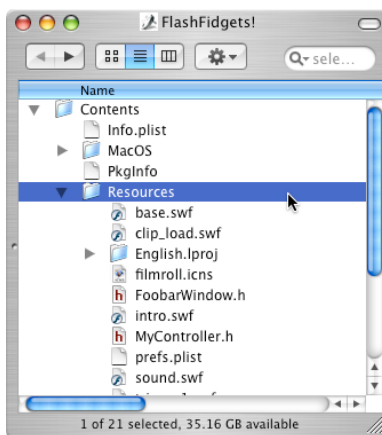 FlashFidgets!
sele...
Name
Contents
Info.plist
MacOS
PkgInfo
Resources
base.swf
clip_load.swf
English.lproj
filmroll.icns
FoobarWindow.h
intro.swf
MyController.h
prefs.plist
sound.swf
1 of 21 selected, 35.16 GB available